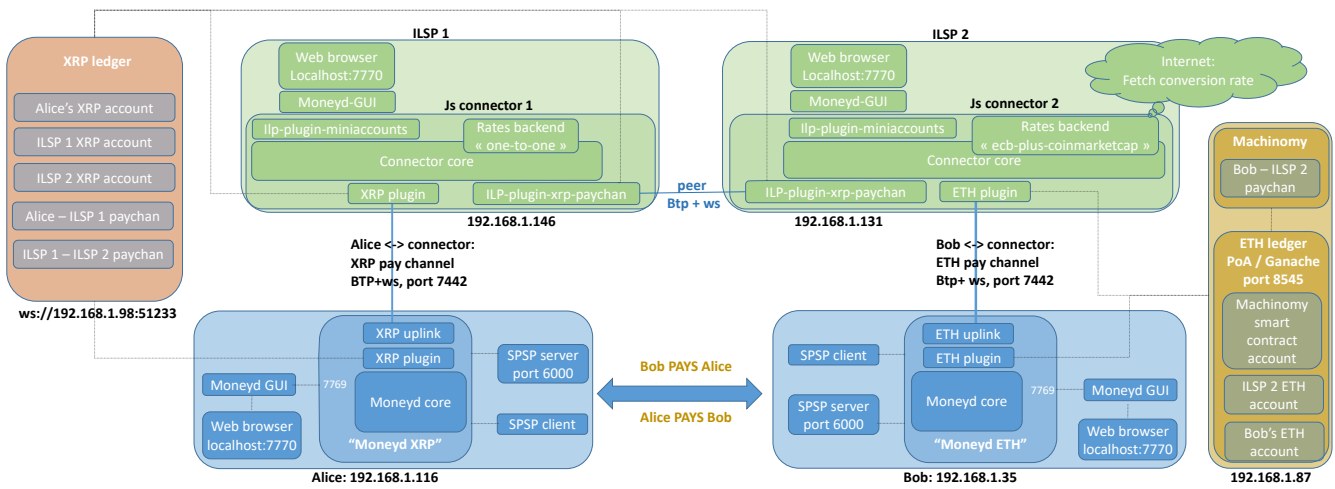 ILSP 1
ILSP 2
XRP ledger
Alice's XRP account
ILSP 1 XRP account
ILSP 2 XRP account
Alice – ILSP 1 paychan
ILSP 1 – ILSP 2 paychan
ws://192.168.1.98:51233
Web browser
Localhost:7770
Moneyd-GUI
Js connector 1
Ilp-plugin-miniaccounts
Rates backend
« one-to-one »
Connector core
XRP plugin
ILP-plugin-xrp-paychan
192.168.1.146
peer
Btp + ws
Web browser
Localhost:7770
Moneyd-GUI
Js connector 2
Ilp-plugin-miniaccounts
Rates backend
« ecb-plus-coinmarketcap »
Connector core
ILP-plugin-xrp-paychan
ETH plugin
192.168.1.131
Internet:
Fetch conversion rate
Machinomy
Bob – ILSP 2
paychan
ETH ledger
PoA / Ganache
port 8545
Machinomy
smart
contract
account
ILSP 2 ETH
account
Bob's ETH
account
192.168.1.87
Alice <-> connector:
XRP pay channel
BTP+ws, port 7442
Bob <-> connector:
ETH pay channel
Btp+ ws, port 7442
XRP uplink
XRP plugin
SPSP server
port 6000
Moneyd GUI
7769
Moneyd core
Web browser
localhost:7770
SPSP client
"Moneyd XRP"
Alice: 192.168.1.116
Bob PAYS Alice
Alice PAYS Bob
ETH uplink
SPSP client
ETH plugin
7769
Moneyd GUI
SPSP server
port 6000
Moneyd core
Web browser
localhost:7770
"Moneyd ETH"
Bob: 192.168.1.35